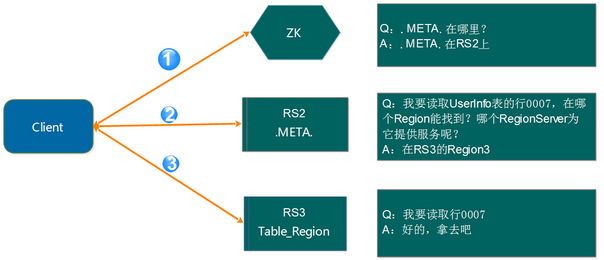 ZK
Q：.META.在哪里？
A：.META.在RS2上
1
Client
2
RS2
.META.
Q：我要读取UserInfo表的行0007，在哪
个Region能找到？哪个RegionServer为
它提供服务呢？
A：在RS3的Region3
3
RS3
Table_Region
Q：我要读取行0007
A：好的，拿去吧